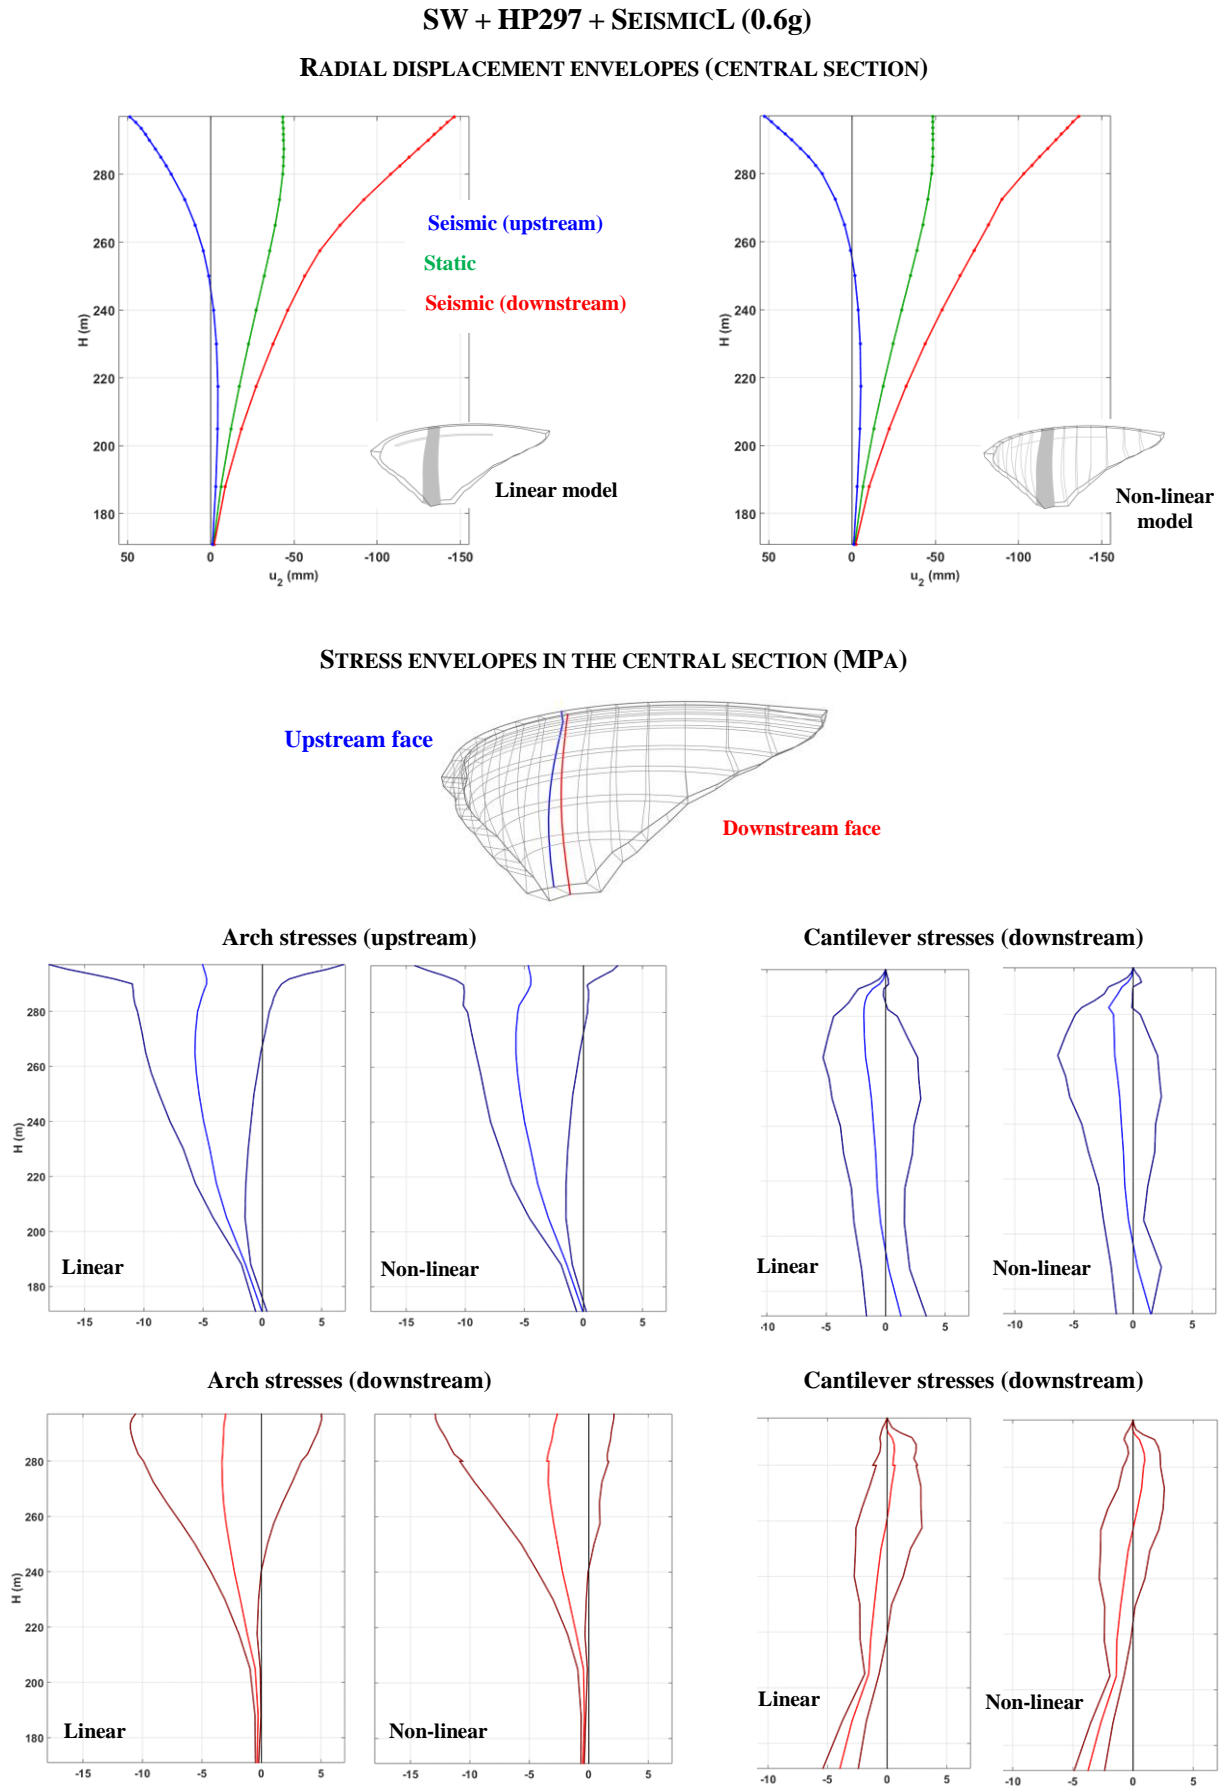 SW + HP297 + SEISMICL (0.6g)
RADIAL DISPLACEMENT ENVELOPES (CENTRAL SECTION)
280
260
240
220
200
180
H (m)
50 0 -50 -100 -150
u2 (mm)
Seismic (upstream)
Static
Seismic (downstream)
Linear model
280
260
240
220
200
180
H (m)
50 0 -50 -100 -150
u2 (mm)
Non-linear
model
STRESS ENVELOPES IN THE CENTRAL SECTION (MPA)
Upstream face
Downstream face
Arch stresses (upstream)
Cantilever stresses (downstream)
280
260
240
220
200
180
H (m)
Linear
-15 -10 -5 0 5
Non-linear
-15 -10 -5 0 5
Linear
-10 -5 0 5
Non-linear
-10 -5 0 5
Arch stresses (downstream)
Cantilever stresses (downstream)
280
260
240
220
200
180
H (m)
Linear
-15 -10 -5 0 5
Non-linear
-15 -10 -5 0 5
Linear
-10 -5 0 5
Non-linear
-10 -5 0 5